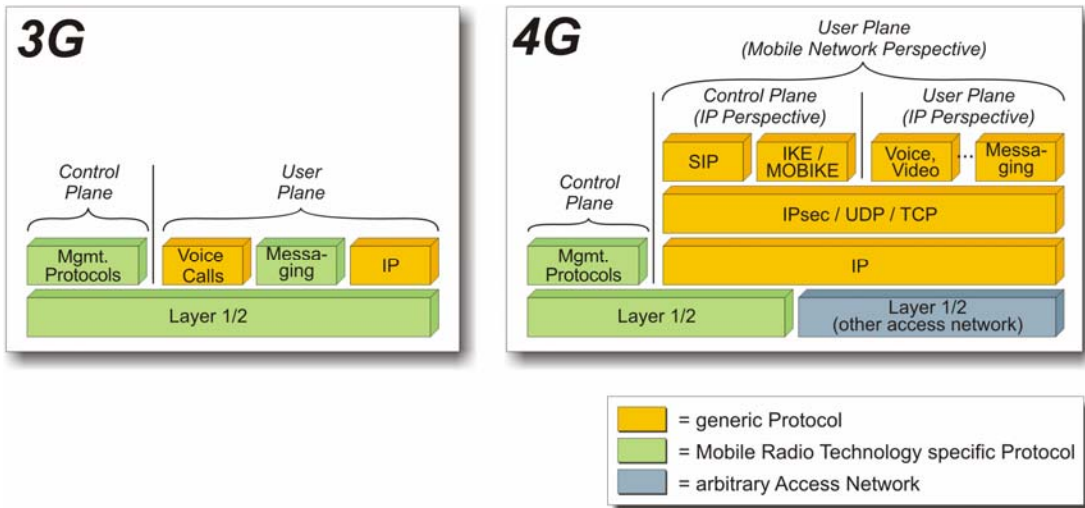 3G
Control
Plane
User
Plane
Mgmt.
Protocols
Voice
Calls
Messa-
ging
IP
Layer 1/2
4G
User Plane
(Mobile Network Perspective)
Control Plane
(IP Perspective)
User Plane
(IP Perspective)
SIP
IKE /
MOBIKE
Voice,
Video
...
Messa-
ging
Control
Plane
IPsec / UDP / TCP
Mgmt.
Protocols
IP
Layer 1/2
Layer 1/2
(other access network)
= generic Protocol
= Mobile Radio Technology specific Protocol
= arbitrary Access Network